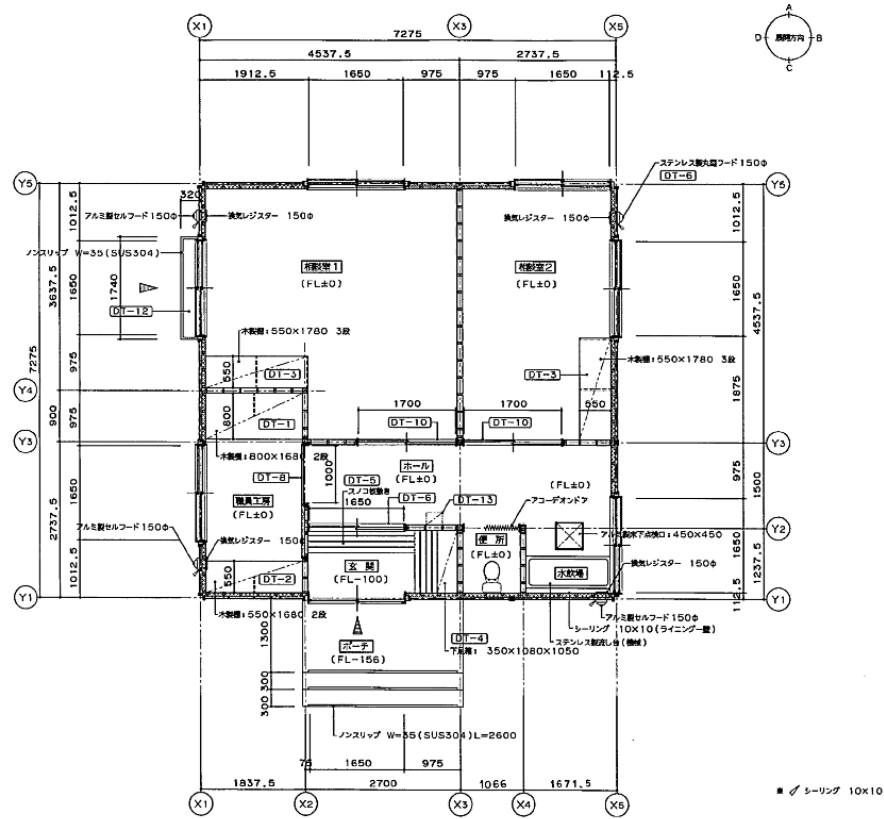 X1
X3
X5
A
D 展開方向 B
C
7275
4537.5
2737.5
1912.5
1650
975
975
1650
112.5
Y5
Y5
320
ステンレス製丸型フード 150φ
DT-6
アルミ製セルフード 150φ
換気レジスター 150φ
換気レジスター 150φ
ノンスリップ W=35(SUS304)
1012.5
1650
975
975
1650
1012.5
3637.5
900
2737.5
7275
1740
DT-12
相談室1
(FL±0)
相談室2
(FL±0)
1012.5
1650
1875
975
1650
112.5
4537.5
1500
1237.5
木製棚:550×1780 3段
550
DT-3
DT-3
木製棚:550×1780 3段
550
Y4
800
DT-1
1700
1700
DT-10
DT-10
Y3
Y3
木製棚:800×1680 2段
DT-8
1000
DT-5
スノコ板敷き
1650
ホール
(FL±0)
DT-6
DT-13
(FL±0)
アコーデオンドア
職員工房
(FL±0)
アルミ製セルフード 150φ
換気レジスター 150φ
便所
(FL±0)
Y2
アルミ製床下点検口:450×450
換気レジスター 150φ
550
DT-2
玄関
(FL-100)
水飲場
Y1
Y1
木製棚:550×1680 2段
1300
300
300
ポーチ
(FL-156)
DT-4
下足箱: 350×1080×1050
アルミ製セルフード 150φ
シーリング 10×10(ライニング-壁)
ステンレス製流し台(機械)
ノンスリップ W=35(SUS304)L=2600
75
1650
975
1837.5
2700
1066
1671.5
X1
X2
X3
X4
X5
※ シーリング 10×10